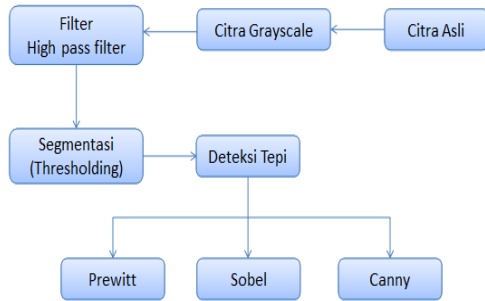 Filter
High pass filter
Citra Grayscale
Citra Asli
Segmentasi
(Thresholding)
Deteksi Tepi
Prewitt
Sobel
Canny